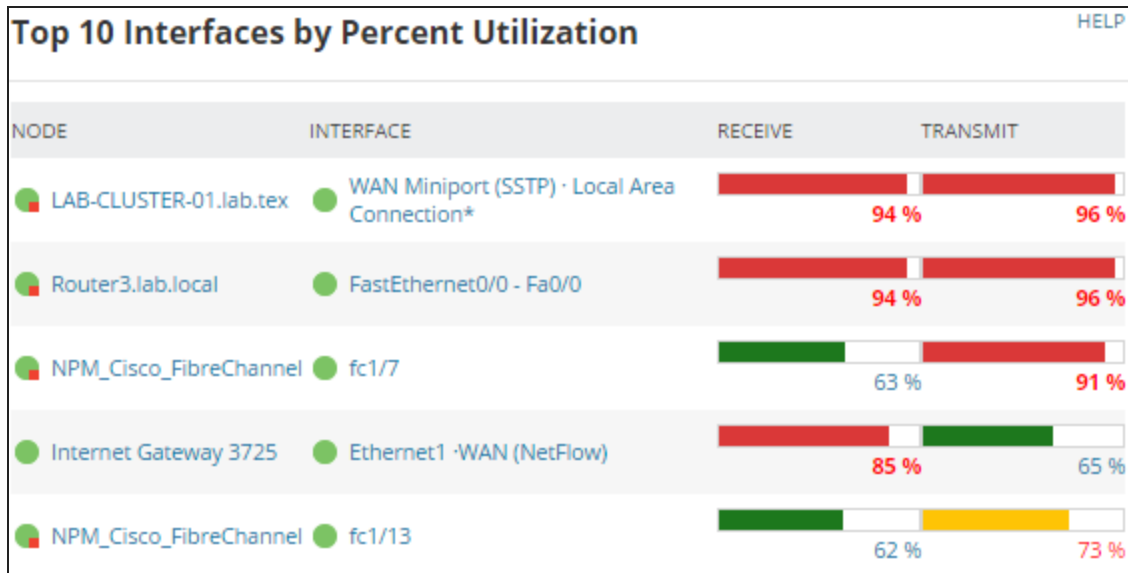 Top 10 Interfaces by Percent Utilization
HELP
NODE INTERFACE RECEIVE TRANSMIT
LAB-CLUSTER-01.lab.tex WAN Miniport (SSTP) · Local Area
Connection*
94 % 96 %
Router3.lab.local FastEthernet0/0 - Fa0/0
94 % 96 %
NPM_Cisco_FibreChannel fc1/7
63 % 91 %
Internet Gateway 3725 Ethernet1 ·WAN (NetFlow)
85 % 65 %
NPM_Cisco_FibreChannel fc1/13
62 % 73 %